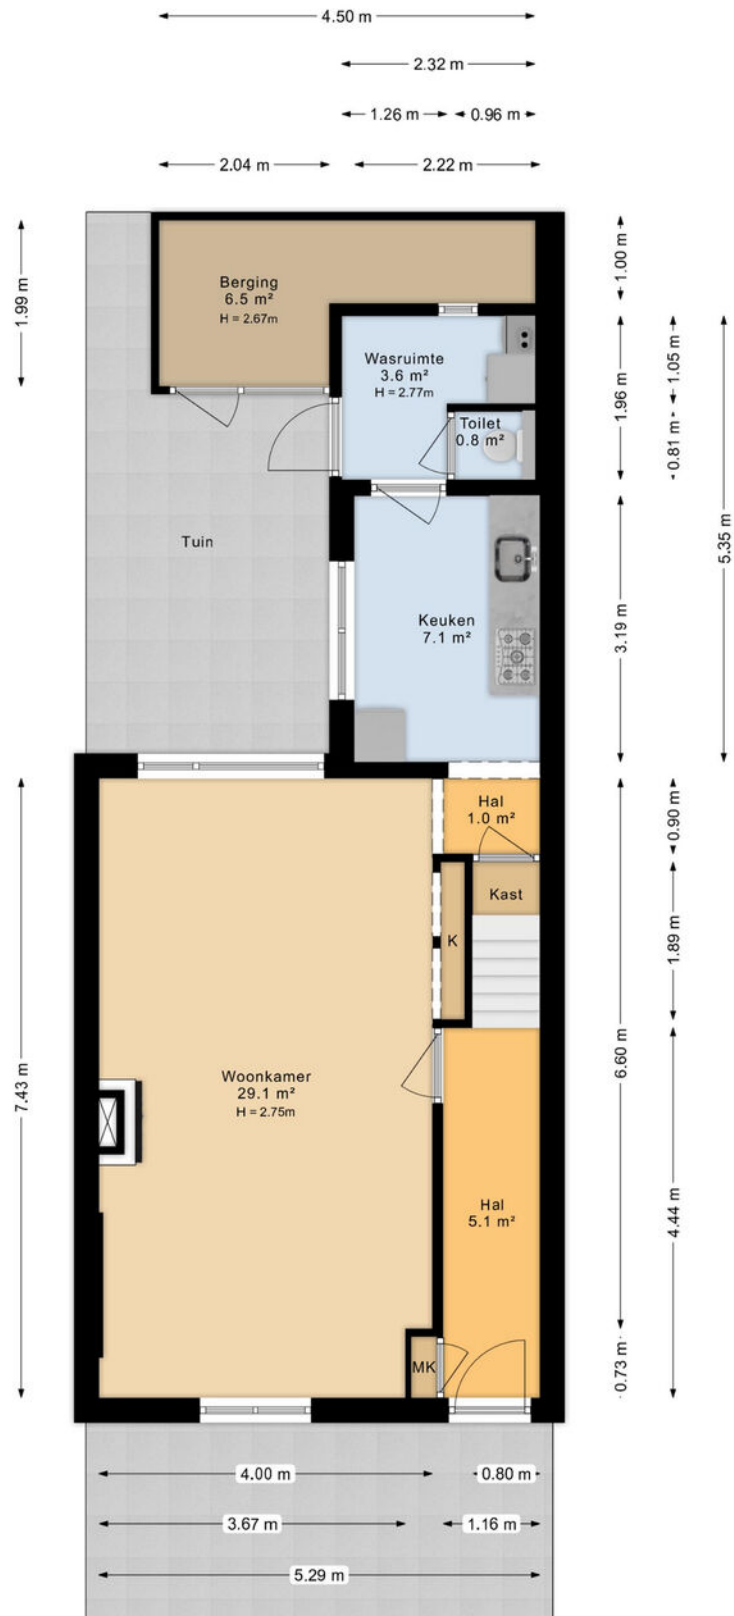 4.50 m
2.32 m
1.26 m
0.96 m
2.04 m
2.22 m
1.99 m
1.00 m
Berging
6.5 m²
H = 2.67m
Wasruimte
3.6 m²
H = 2.77m
1.96 m
1.05 m
0.81 m
Toilet
0.8 m²
5.35 m
Tuin
Keuken
7.1 m²
3.19 m
Hal
1.0 m²
0.90 m
Kast
K
1.89 m
7.43 m
Woonkamer
29.1 m²
H = 2.75m
6.60 m
Hal
5.1 m²
4.44 m
MK
0.73 m
4.00 m
0.80 m
3.67 m
1.16 m
5.29 m